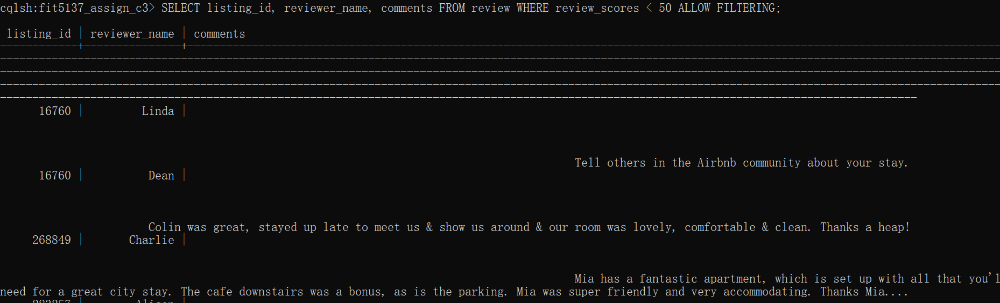 cqlsh:fit5137_assign_c3> SELECT listing_id, reviewer_name, comments FROM review WHERE review_scores < 50 ALLOW FILTERING;
listing_id | reviewer_name | comments
16760 | Linda |
Tell others in the Airbnb community about your stay.
16760 | Dean |
Colin was great, stayed up late to meet us & show us around & our room was lovely, comfortable & clean. Thanks a heap!
268849 | Charlie |
Mia has a fantastic apartment, which is set up with all that you'l
need for a great city stay. The cafe downstairs was a bonus, as is the parking. Mia was super friendly and very accommodating. Thanks Mia....